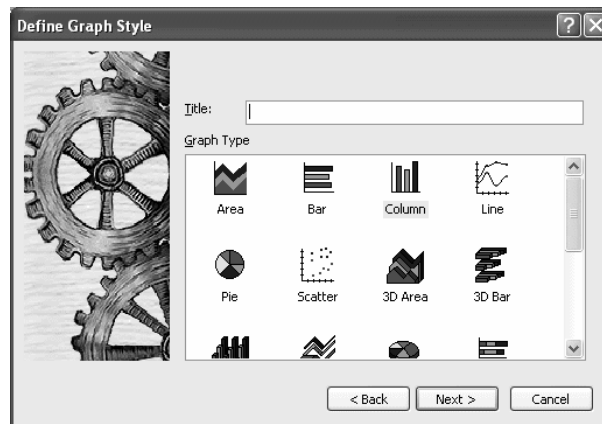 Define Graph Style
?
Title:
Graph Type
Area Bar Column Line
Pie Scatter 3D Area 3D Bar
< Back Next > Cancel